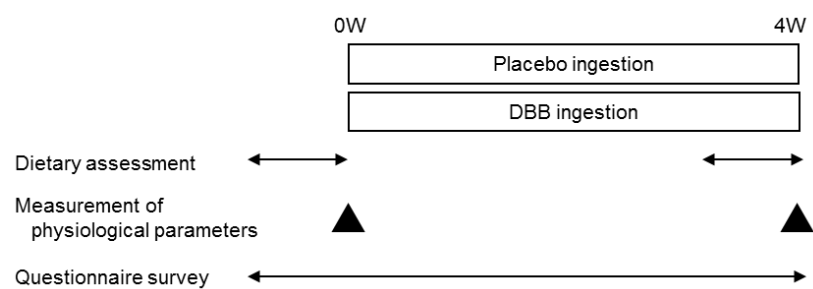 0W 4W
Placebo ingestion
DBB ingestion
Dietary assessment
Measurement of
physiological parameters
Questionnaire survey